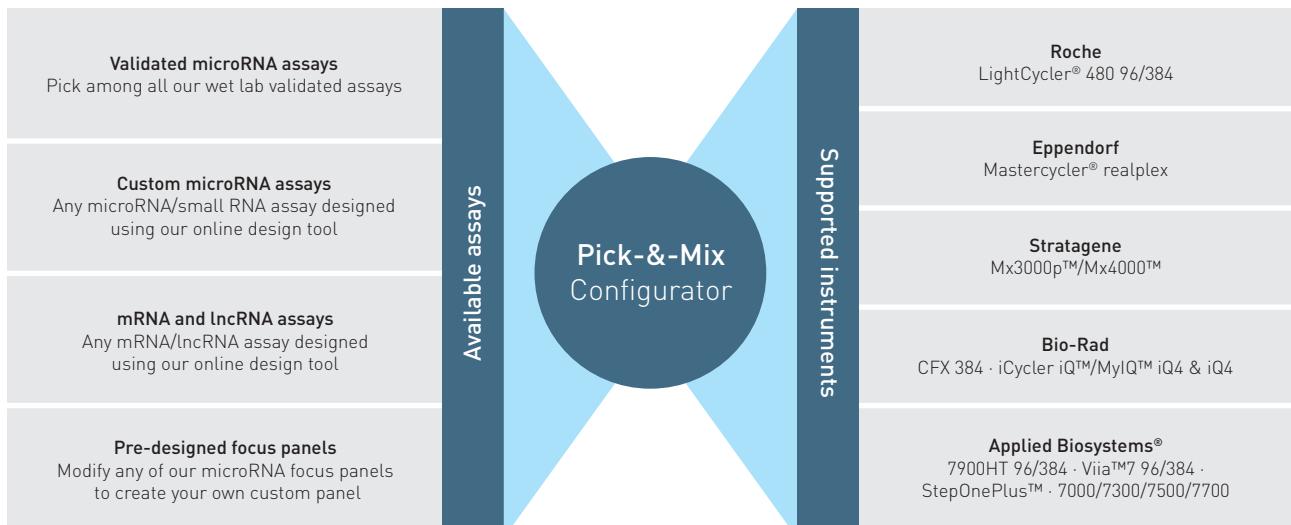 Validated microRNA assays
Pick among all our wet lab validated assays
Custom microRNA assays
Any microRNA/small RNA assay designed
using our online design tool
mRNA and lncRNA assays
Any mRNA/lncRNA assay designed
using our online design tool
Pre-designed focus panels
Modify any of our microRNA focus panels
to create your own custom panel
Available assays
Pick-&-Mix
Configurator
Supported instruments
Roche
LightCycler® 480 96/384
Eppendorf
Mastercycler® realplex
Stratagene
Mx3000p™/Mx4000™
Bio-Rad
CFX 384 · iCycler iQ™/MyIQ™ iQ4 & iQ4
Applied Biosystems®
7900HT 96/384 · Viia™7 96/384 ·
StepOnePlus™ · 7000/7300/7500/7700